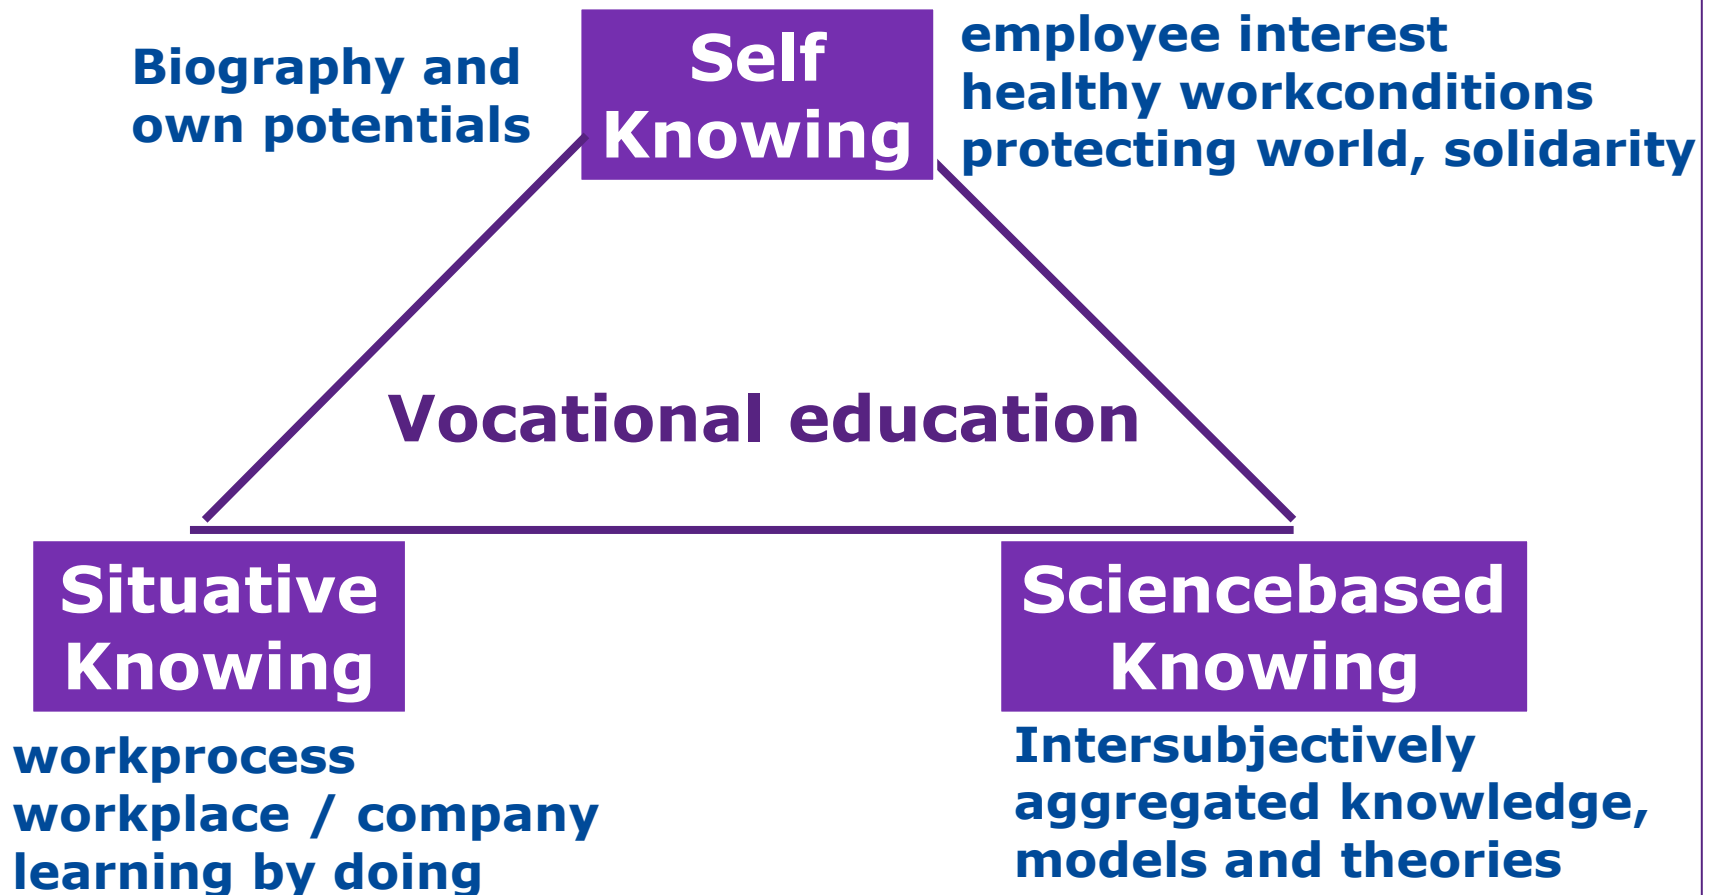 Biography and
own potentials
Self
Knowing
employee interest
healthy workconditions
protecting world, solidarity
Vocational education
Situative
Knowing
workprocess
workplace / company
learning by doing
Sciencebased
Knowing
Intersubjectively
aggregated knowledge,
models and theories